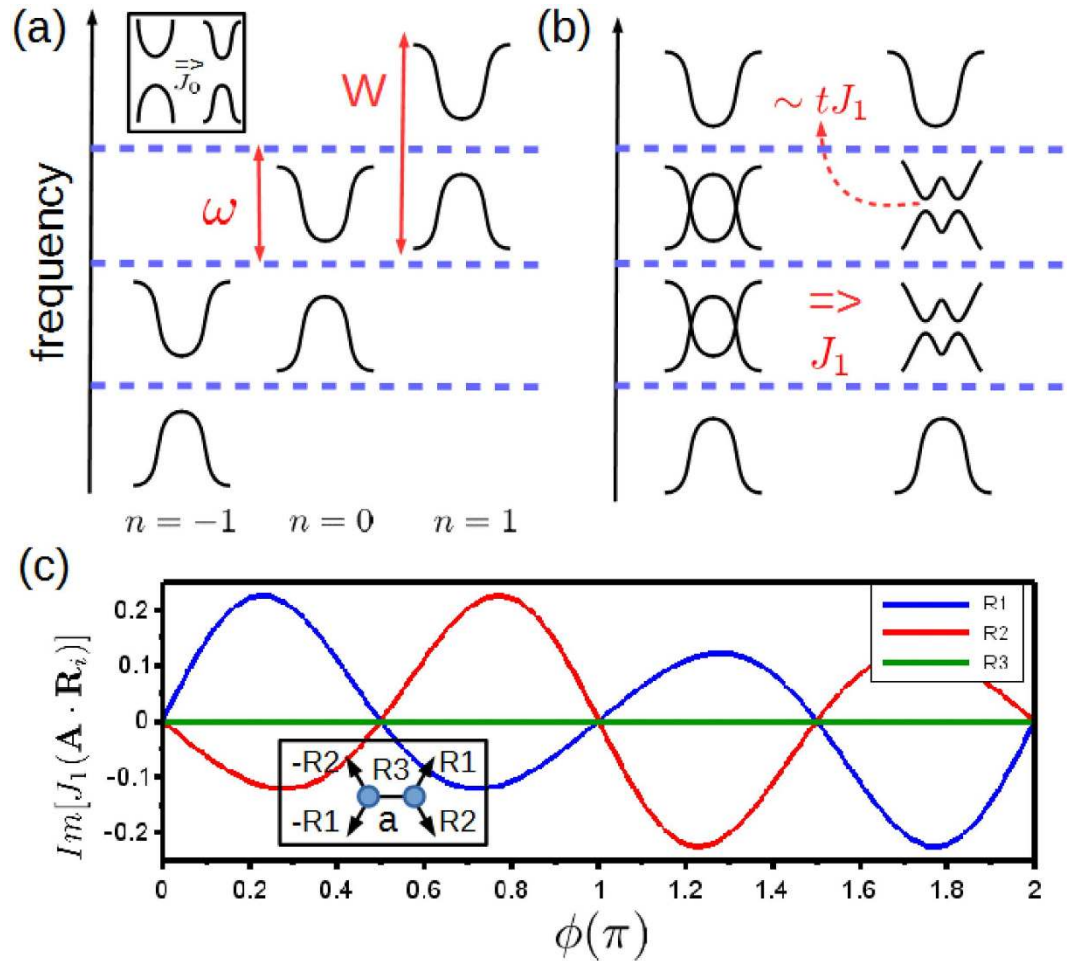 (a)
=>
J₀
W
ω
frequency
n = −1
n = 0
n = 1
(b)
∼ tJ₁
=>
J₁
(c)
Im[J₁(A · Rᵢ)]
0.2
0.1
0
-0.1
-0.2
R1
R2
R3
-R2
R3
R1
-R1
a
R2
0
0.2
0.4
0.6
0.8
1
1.2
1.4
1.6
1.8
2
ϕ(π)